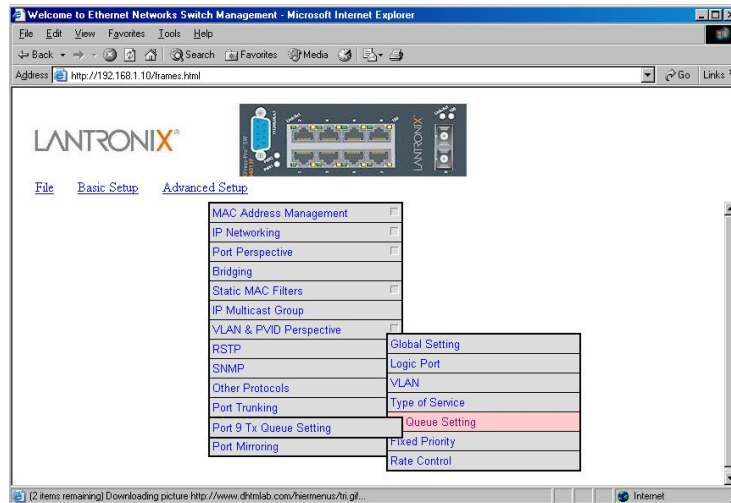 Welcome to Ethernet Networks Switch Management - Microsoft Internet Explorer
File Edit View Favorites Tools Help
Back Search Favorites Media
Address http://192.168.1.10/frames.html Go Links
LANTRONIX®
LANTRONIX
File Basic Setup Advanced Setup
MAC Address Management
IP Networking
Port Perspective
Bridging
Static MAC Filters
IP Multicast Group
VLAN & PVID Perspective
RSTP
SNMP
Other Protocols
Port Trunking
Port 9 Tx Queue Setting
Port Mirroring
Global Setting
Logic Port
VLAN
Type of Service
Queue Setting
Fixed Priority
Rate Control
(2 items remaining) Downloading picture http://www.dhtmlab.com/hiermenus/tri.gif... Internet